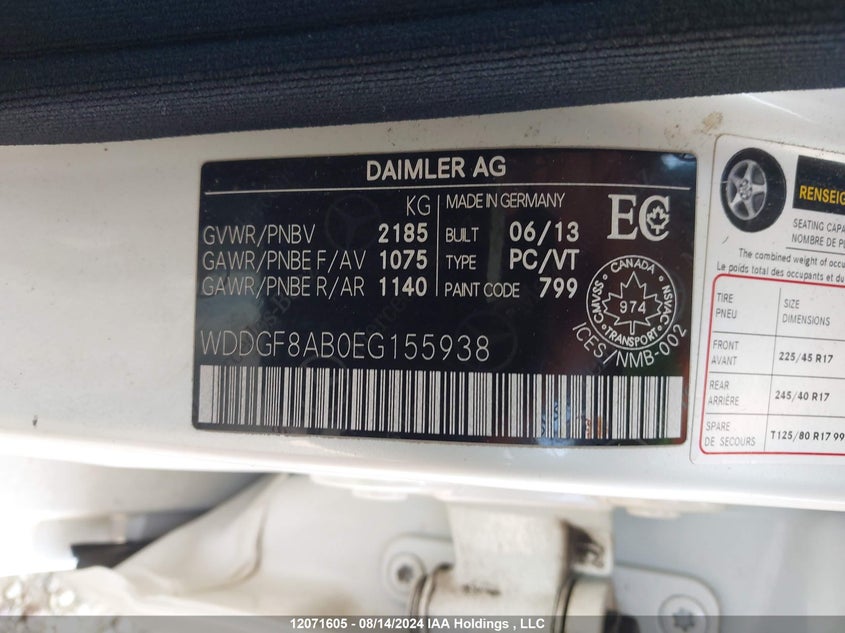 DAIMLER AG
KG
GVWR/PNBV 2185
GAWR/PNBE F/AV 1075
GAWR/PNBE R/AR 1140
MADE IN GERMANY
BUILT 06/13
TYPE PC/VT
PAINT CODE 799
EC
CANADA
CMVSS 974 NSVAC
TRANSPORT
ICES/NMB-002
WDDGF8AB0EG155938
SEATING
NOMBRE DE
The combined weight of
Le poids total des occupants et du
TIRE
PNEU
SIZE
DIMENSIONS
FRONT
AVANT
225/45 R17
REAR
ARRIÈRE
245/40 R17
SPARE
DE SECOURS
T125/80 R17 99
12071605 - 08/14/2024 IAA Holdings , LLC